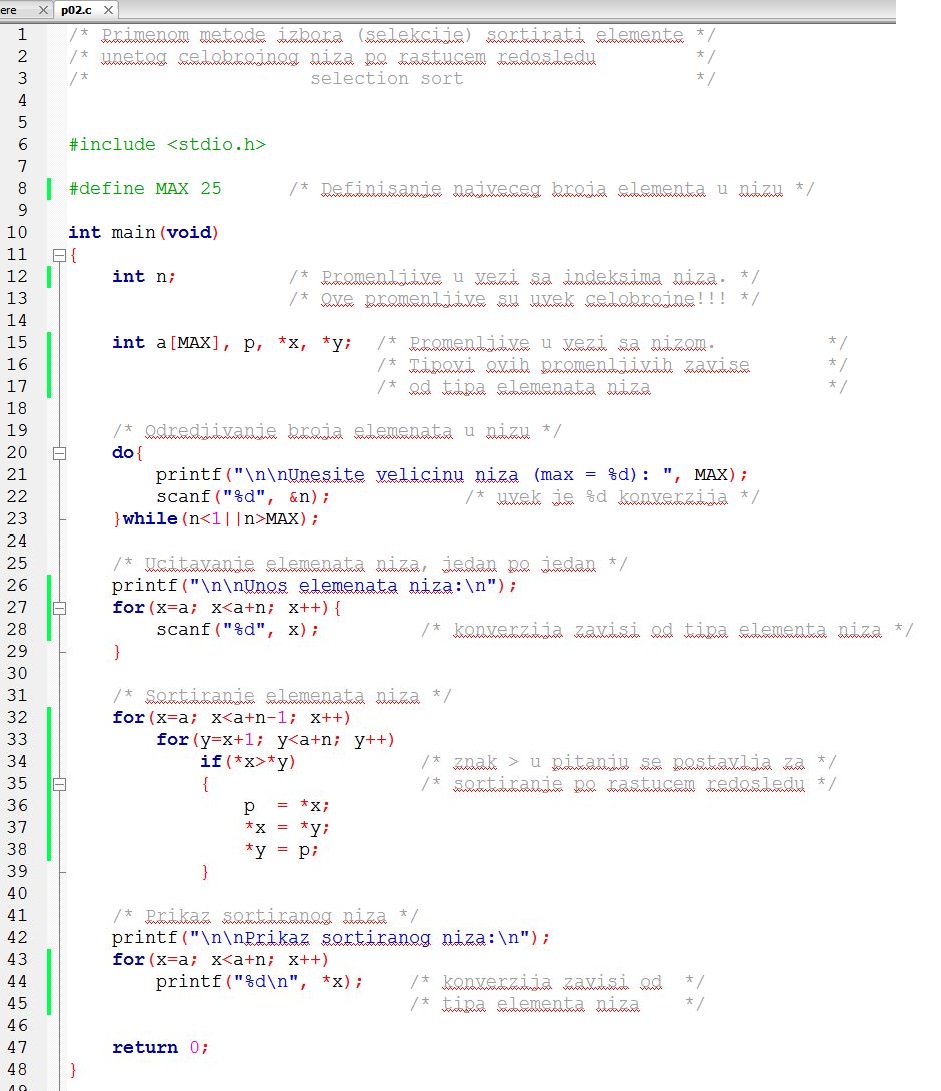 ere p02.c
1 /* Primenom metode izbora (selekcije) sortirati elemente */
2 /* unetog celobrojnog niza po rastucem redosledu */
3 /* selection sort */
4
5
6 #include <stdio.h>
7
8 #define MAX 25 /* Definisanje najveceg broja elementa u nizu */
9
10 int main(void)
11 {
12 int n; /* Promenljive u vezi sa indeksima niza. */
13 /* Ove promenljive su uvek celobrojne!!! */
14
15 int a[MAX], p, *x, *y; /* Promenljive u vezi sa nizom. */
16 /* Tipovi ovih promenljivih zavise */
17 /* od tipa elemenata niza */
18
19 /* Odredjivanje broja elemenata u nizu */
20 do{
21 printf("\n\nUnesite velicinu niza (max = %d): ", MAX);
22 scanf("%d", &n); /* uvek je %d konverzija */
23 }while(n<1||n>MAX);
24
25 /* Ucitavanje elemenata niza, jedan po jedan */
26 printf("\n\nUnos elemenata niza:\n");
27 for(x=a; x<a+n; x++){
28 scanf("%d", x); /* konverzija zavisi od tipa elementa niza */
29 }
30
31 /* Sortiranje elemenata niza */
32 for(x=a; x<a+n-1; x++)
33 for(y=x+1; y<a+n; y++)
34 if(*x>*y) /* znak > u pitanju se postavlja za */
35 { /* sortiranje po rastucem redosledu */
36 p = *x;
37 *x = *y;
38 *y = p;
39 }
40
41 /* Prikaz sortiranog niza */
42 printf("\n\nPrikaz sortiranog niza:\n");
43 for(x=a; x<a+n; x++)
44 printf("%d\n", *x); /* konverzija zavisi od */
45 /* tipa elementa niza */
46
47 return 0;
48 }
49